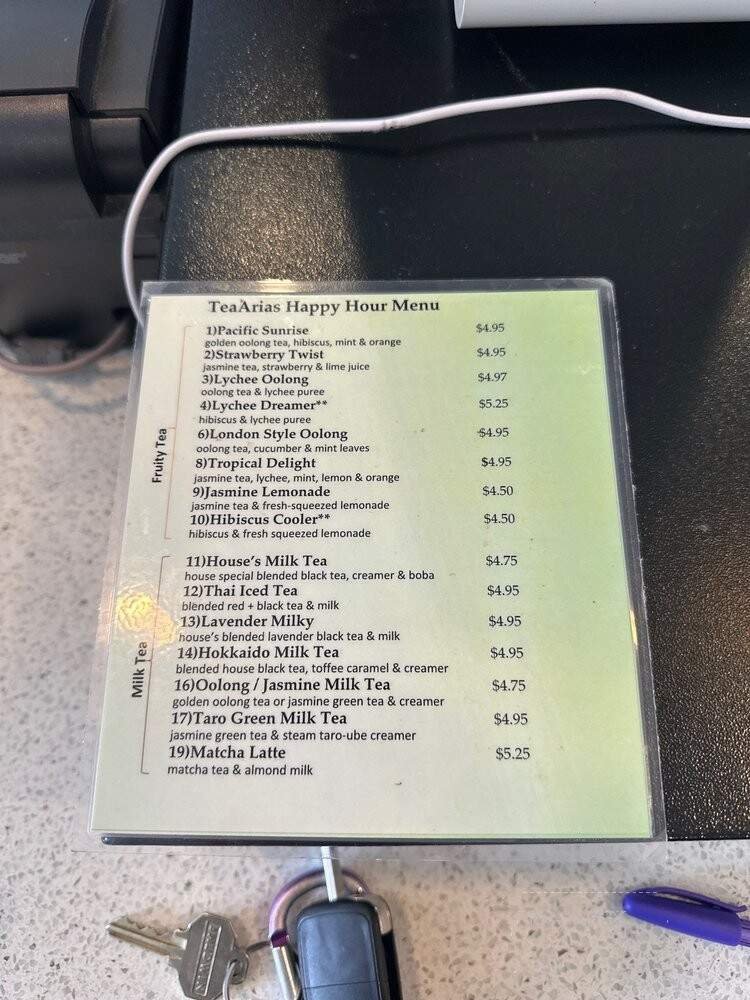 TeaArias Happy Hour Menu
Fruity Tea
1)Pacific Sunrise $4.95
golden oolong tea, hibiscus, mint & orange
2)Strawberry Twist $4.95
jasmine tea, strawberry & lime juice
3)Lychee Oolong $4.97
oolong tea & lychee puree
4)Lychee Dreamer** $5.25
hibiscus & lychee puree
6)London Style Oolong $4.95
oolong tea, cucumber & mint leaves
8)Tropical Delight $4.95
jasmine tea, lychee, mint, lemon & orange
9)Jasmine Lemonade $4.50
jasmine tea & fresh-squeezed lemonade
10)Hibiscus Cooler** $4.50
hibiscus & fresh squeezed lemonade
Milk Tea
11)House's Milk Tea $4.75
house special blended black tea, creamer & boba
12)Thai Iced Tea $4.95
blended red + black tea & milk
13)Lavender Milky $4.95
house's blended lavender black tea & milk
14)Hokkaido Milk Tea $4.95
blended house black tea, toffee caramel & creamer
16)Oolong / Jasmine Milk Tea $4.75
golden oolong tea or jasmine green tea & creamer
17)Taro Green Milk Tea $4.95
jasmine green tea & steam taro-ube creamer
19)Matcha Latte $5.25
matcha tea & almond milk